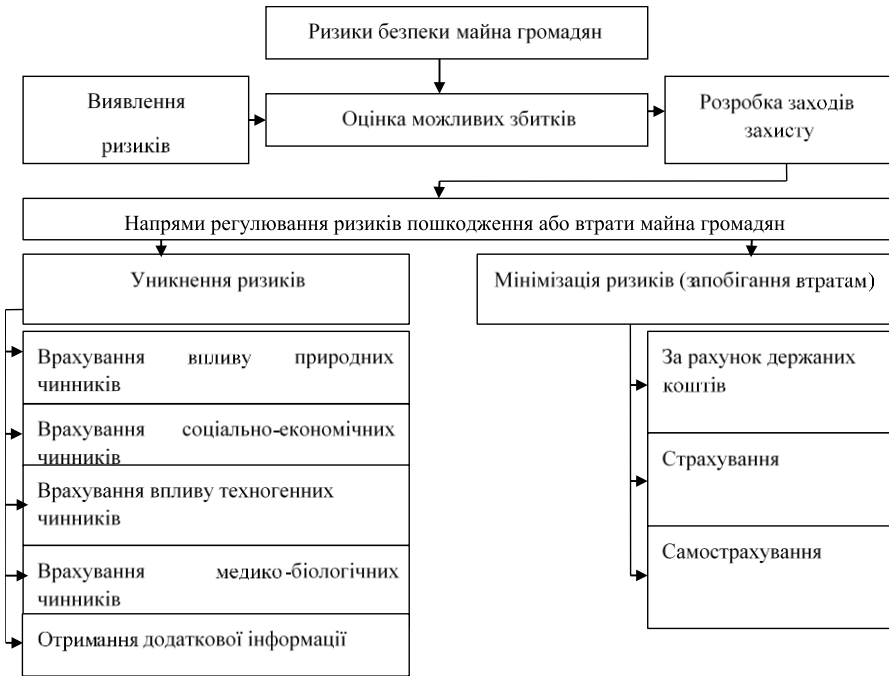 Ризики безпеки майна громадян
Виявлення
ризиків
Оцінка можливих збитків
Розробка заходів
захисту
Напрями регулювання ризиків пошкодження або втрати майна громадян
Уникнення ризиків
Мінімізація ризиків (запобігання втратам)
Врахування впливу природних
чинників
Врахування соціально-економічних
чинників
Врахування впливу техногенних
чинників
Врахування медико-біологічних
чинників
Отримання додаткової інформації
За рахунок держаних
коштів
Страхування
Самострахування